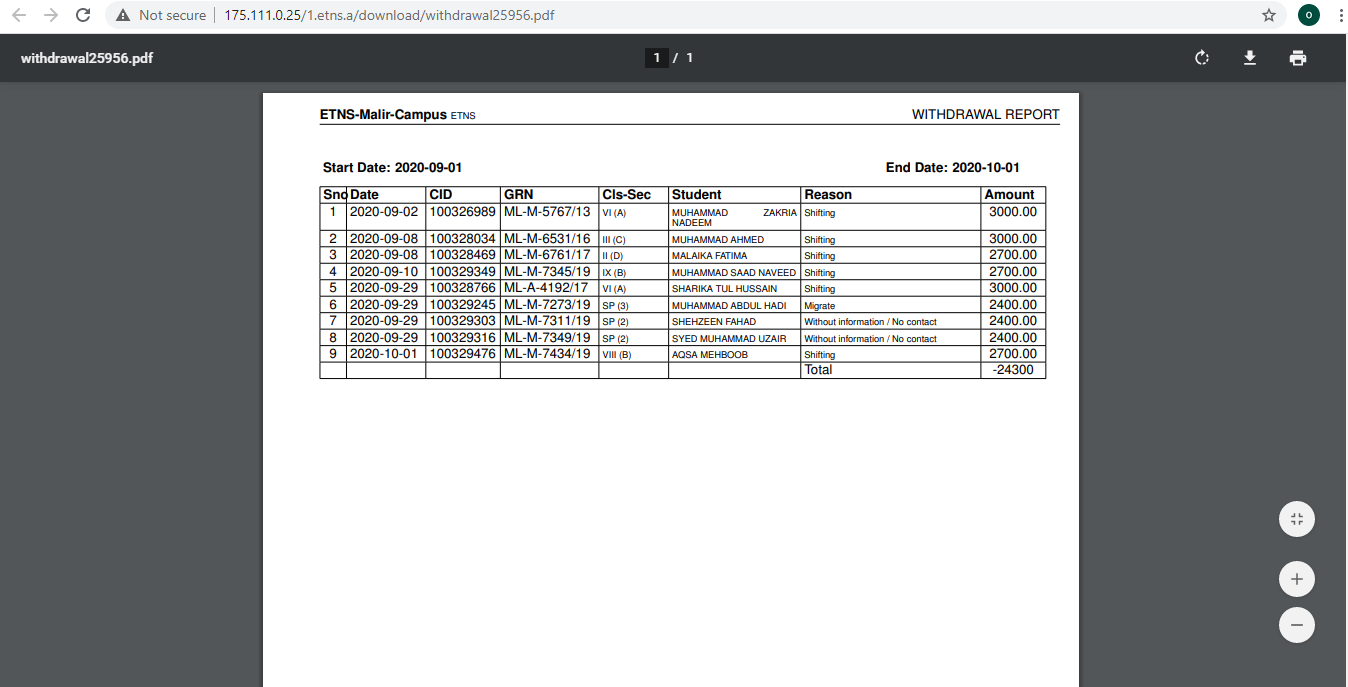 Not secure 175.111.0.25/1.etns.a/download/withdrawal25956.pdf o
withdrawal25956.pdf 1 / 1
ETNS-Malir-Campus ETNS WITHDRAWAL REPORT
Start Date: 2020-09-01 End Date: 2020-10-01
Sno Date CID GRN Cls-Sec Student Reason Amount
1 2020-09-02 100326989 ML-M-5767/13 VI (A) MUHAMMAD ZAKRIA Shifting 3000.00
NADEEM
2 2020-09-08 100328034 ML-M-6531/16 III (C) MUHAMMAD AHMED Shifting 3000.00
3 2020-09-08 100328469 ML-M-6761/17 II (D) MALAIKA FATIMA Shifting 2700.00
4 2020-09-10 100329349 ML-M-7345/19 IX (B) MUHAMMAD SAAD NAVEED Shifting 2700.00
5 2020-09-29 100328766 ML-A-4192/17 VI (A) SHARIKA TUL HUSSAIN Shifting 3000.00
6 2020-09-29 100329245 ML-M-7273/19 SP (3) MUHAMMAD ABDUL HADI Migrate 2400.00
7 2020-09-29 100329303 ML-M-7311/19 SP (2) SHEHZEEN FAHAD Without information / No contact 2400.00
8 2020-09-29 100329316 ML-M-7349/19 SP (2) SYED MUHAMMAD UZAIR Without information / No contact 2400.00
9 2020-10-01 100329476 ML-M-7434/19 VIII (B) AQSA MEHBOOB Shifting 2700.00
Total -24300